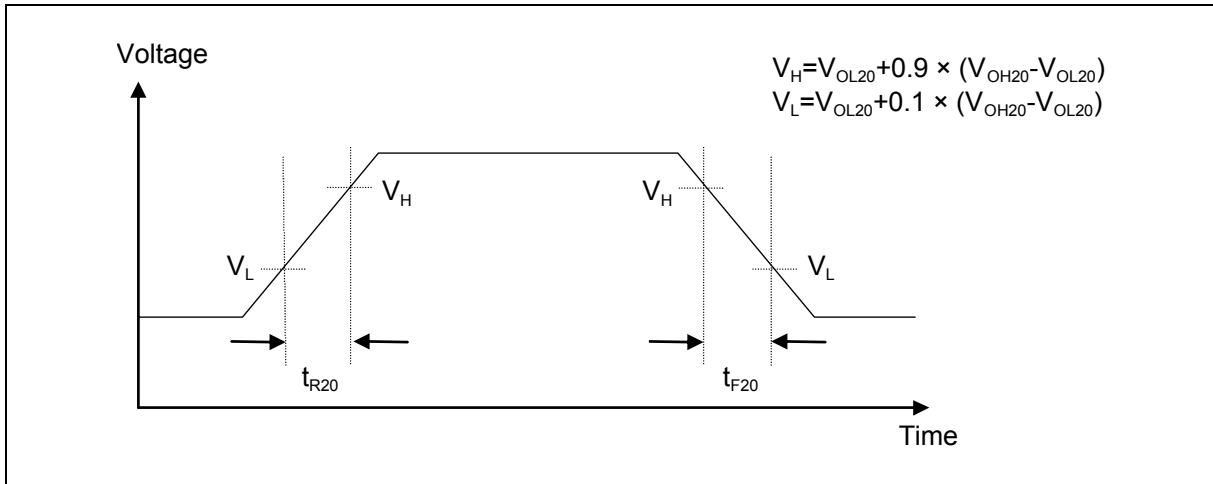 Voltage
V_H=V_OL20+0.9 × (V_OH20-V_OL20)
V_L=V_OL20+0.1 × (V_OH20-V_OL20)
V_H
V_H
V_L
V_L
t_R20
t_F20
Time